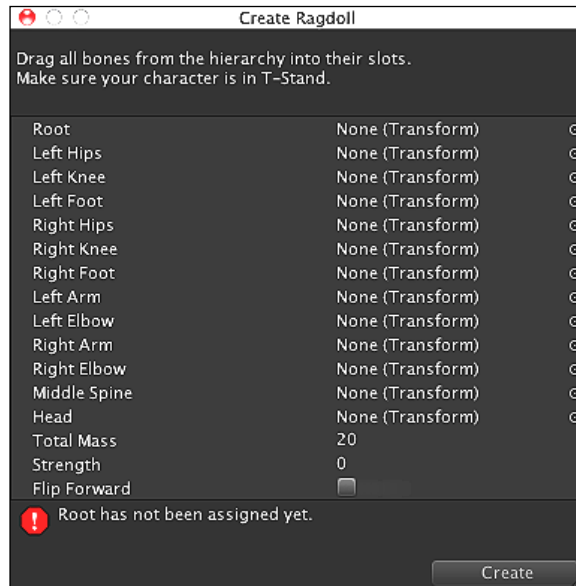 Create Ragdoll
Drag all bones from the hierarchy into their slots.
Make sure your character is in T-Stand.
Root None (Transform)
Left Hips None (Transform)
Left Knee None (Transform)
Left Foot None (Transform)
Right Hips None (Transform)
Right Knee None (Transform)
Right Foot None (Transform)
Left Arm None (Transform)
Left Elbow None (Transform)
Right Arm None (Transform)
Right Elbow None (Transform)
Middle Spine None (Transform)
Head None (Transform)
Total Mass 20
Strength 0
Flip Forward
Root has not been assigned yet.
Create